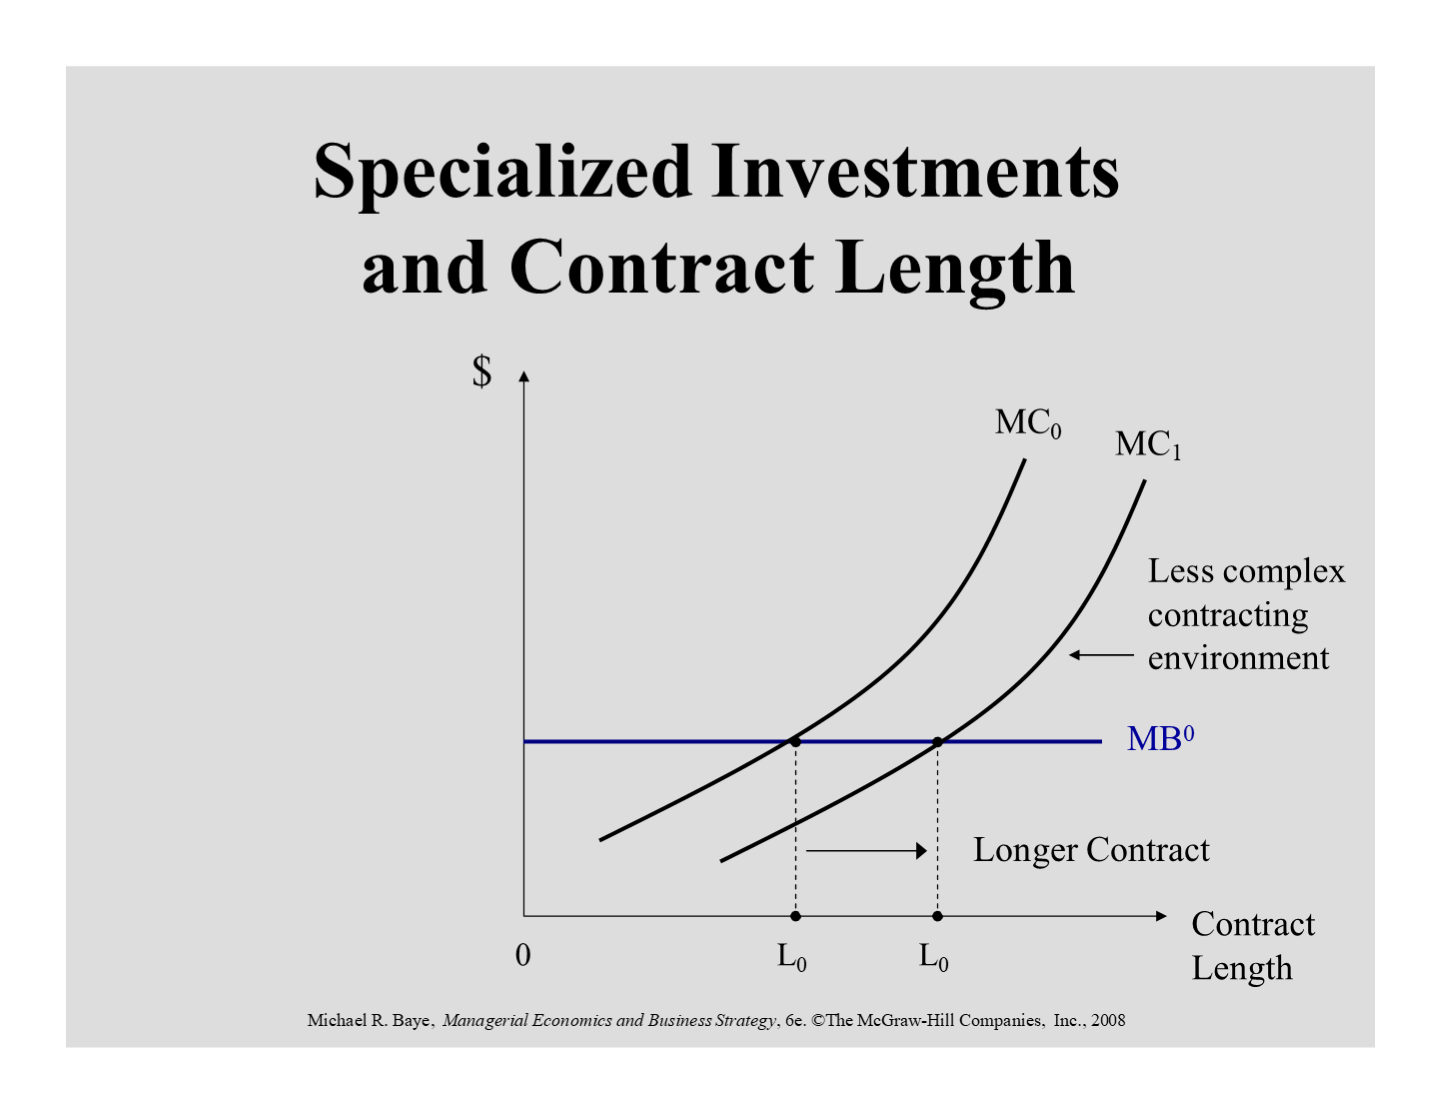 Specialized Investments
and Contract Length
$
MC₀
MC₁
Less complex
contracting
environment
MB⁰
Longer Contract
Contract
Length
0
L₀
L₀
Michael R. Baye, Managerial Economics and Business Strategy, 6e. ©The McGraw-Hill Companies, Inc., 2008